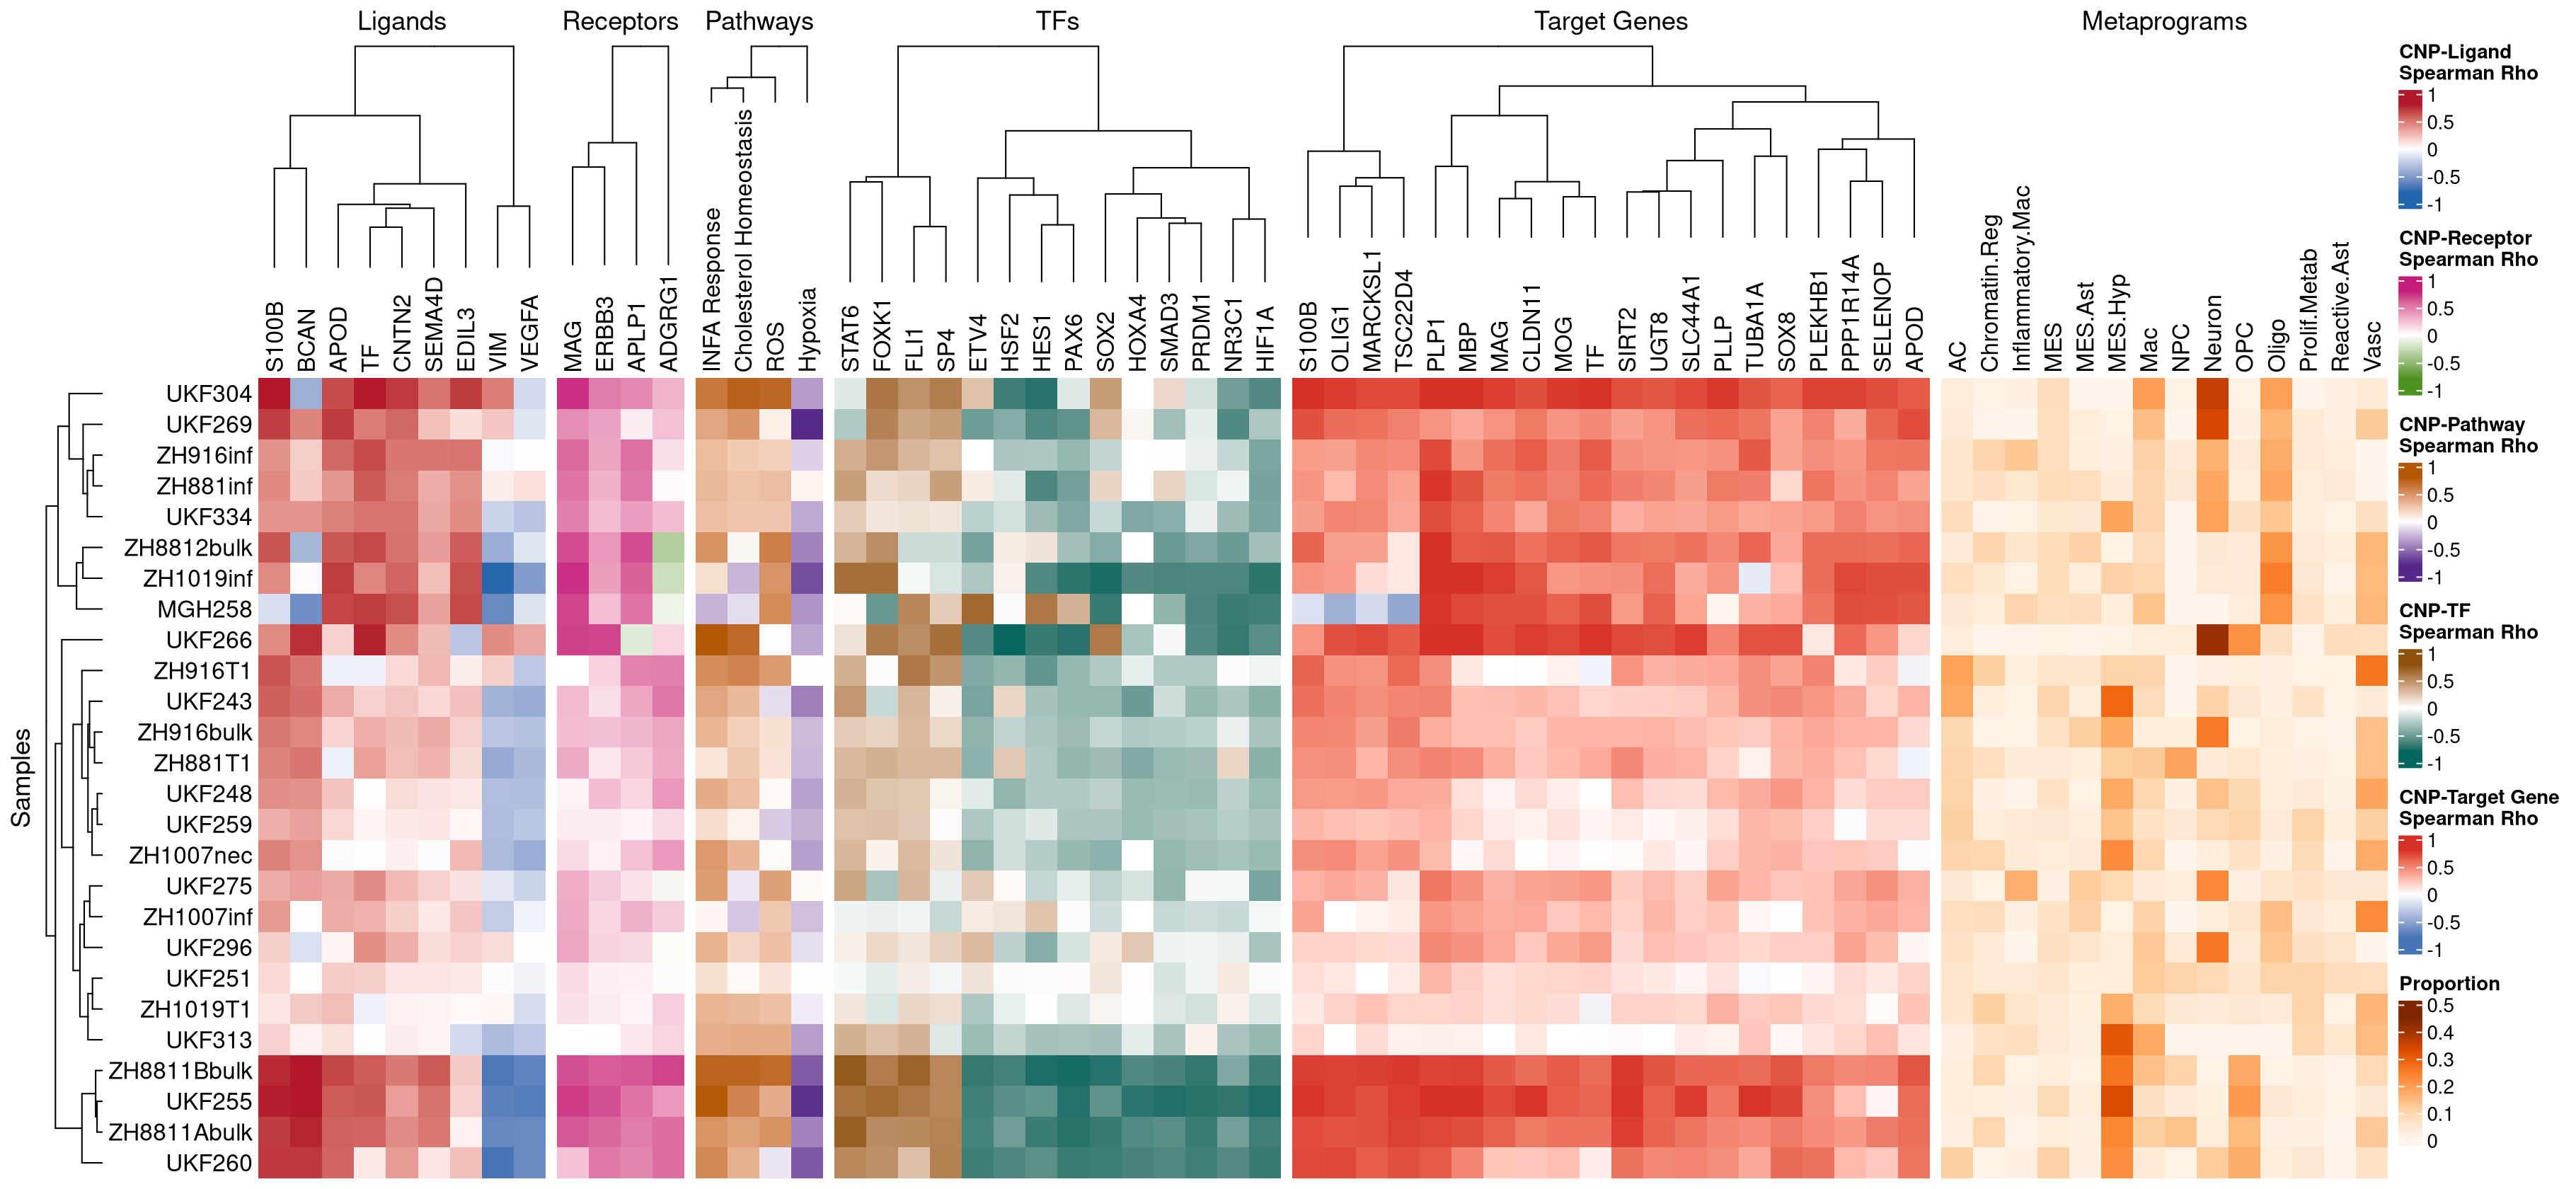 Ligands
Receptors
Pathways
TFs
Target Genes
Metaprograms
S100B
BCAN
APOD
TF
CNTN2
SEMA4D
EDIL3
VIM
VEGFA
MAG
ERBB3
APLP1
ADGRG1
INFA Response
Cholesterol Homeostasis
ROS
Hypoxia
STAT6
FOXK1
FLI1
SP4
ETV4
HSF2
HES1
PAX6
SOX2
HOXA4
SMAD3
PRDM1
NR3C1
HIF1A
S100B
OLIG1
MARCKSL1
TSC22D4
PLP1
MBP
MAG
CLDN11
MOG
TF
SIRT2
UGT8
SLC44A1
PLLP
TUBA1A
SOX8
PLEKHB1
PPP1R14A
SELENOP
APOD
AC
Chromatin.Reg
Inflammatory.Mac
MES
MES.Ast
MES.Hyp
Mac
NPC
Neuron
OPC
Oligo
Prolif.Metab
Reactive.Ast
Vasc
Samples
UKF304
UKF269
ZH916inf
ZH881inf
UKF334
ZH8812bulk
ZH1019inf
MGH258
UKF266
ZH916T1
UKF243
ZH916bulk
ZH881T1
UKF248
UKF259
ZH1007nec
UKF275
ZH1007inf
UKF296
UKF251
ZH1019T1
UKF313
ZH8811Bbulk
UKF255
ZH8811Abulk
UKF260
CNP-Ligand
Spearman Rho
1
0.5
0
-0.5
-1
CNP-Receptor
Spearman Rho
1
0.5
0
-0.5
-1
CNP-Pathway
Spearman Rho
1
0.5
0
-0.5
-1
CNP-TF
Spearman Rho
1
0.5
0
-0.5
-1
CNP-Target Gene
Spearman Rho
1
0.5
0
-0.5
-1
Proportion
0.5
0.4
0.3
0.2
0.1
0